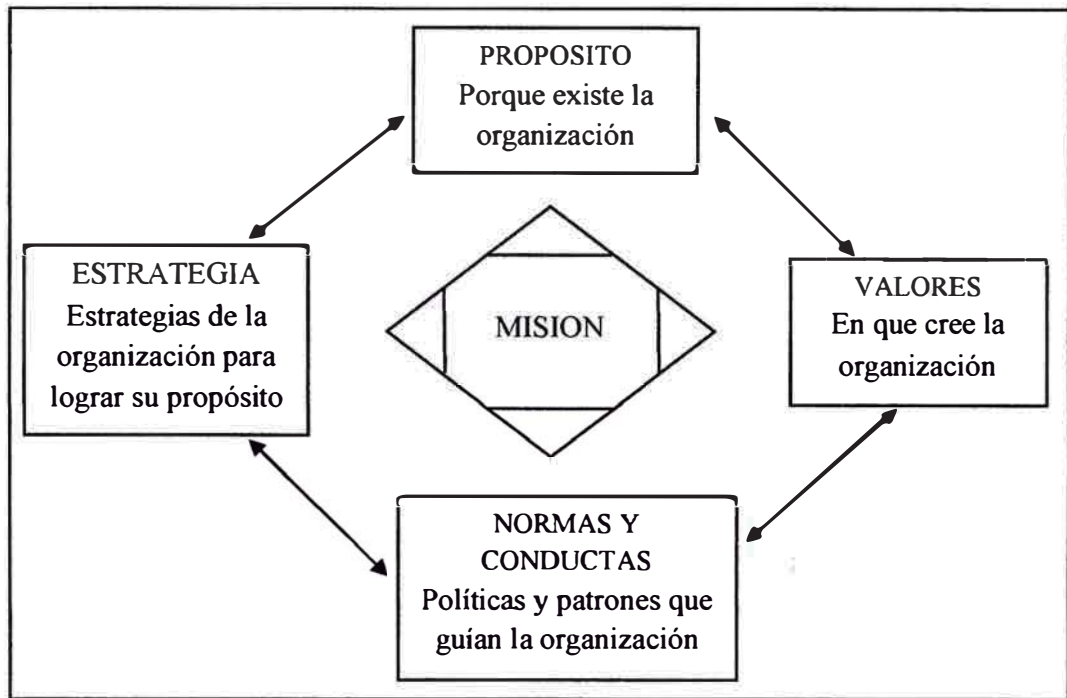 PROPOSITO
Porque existe la
organización
ESTRATEGIA
Estrategias de la
organización para
lograr su propósito
MISION
VALORES
En que cree la
organización
NORMAS Y
CONDUCTAS
Políticas y patrones que
guían la organización